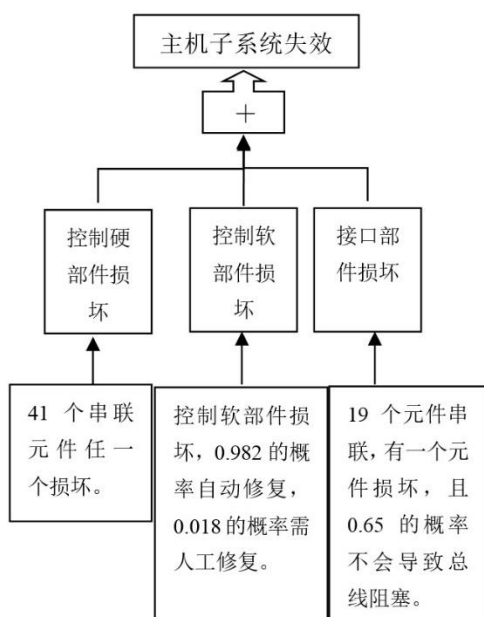 主机子系统失效
+
控制硬
部件损
坏
控制软
部件损
坏
接口部
件损坏
41 个串联
元件任一
个损坏。
控制软部件损
坏，0.982 的概
率自动修复，
0.018 的概率需
人工修复。
19 个元件串
联，有一个元
件损坏，且
0.65 的概率
不会导致总
线阻塞。